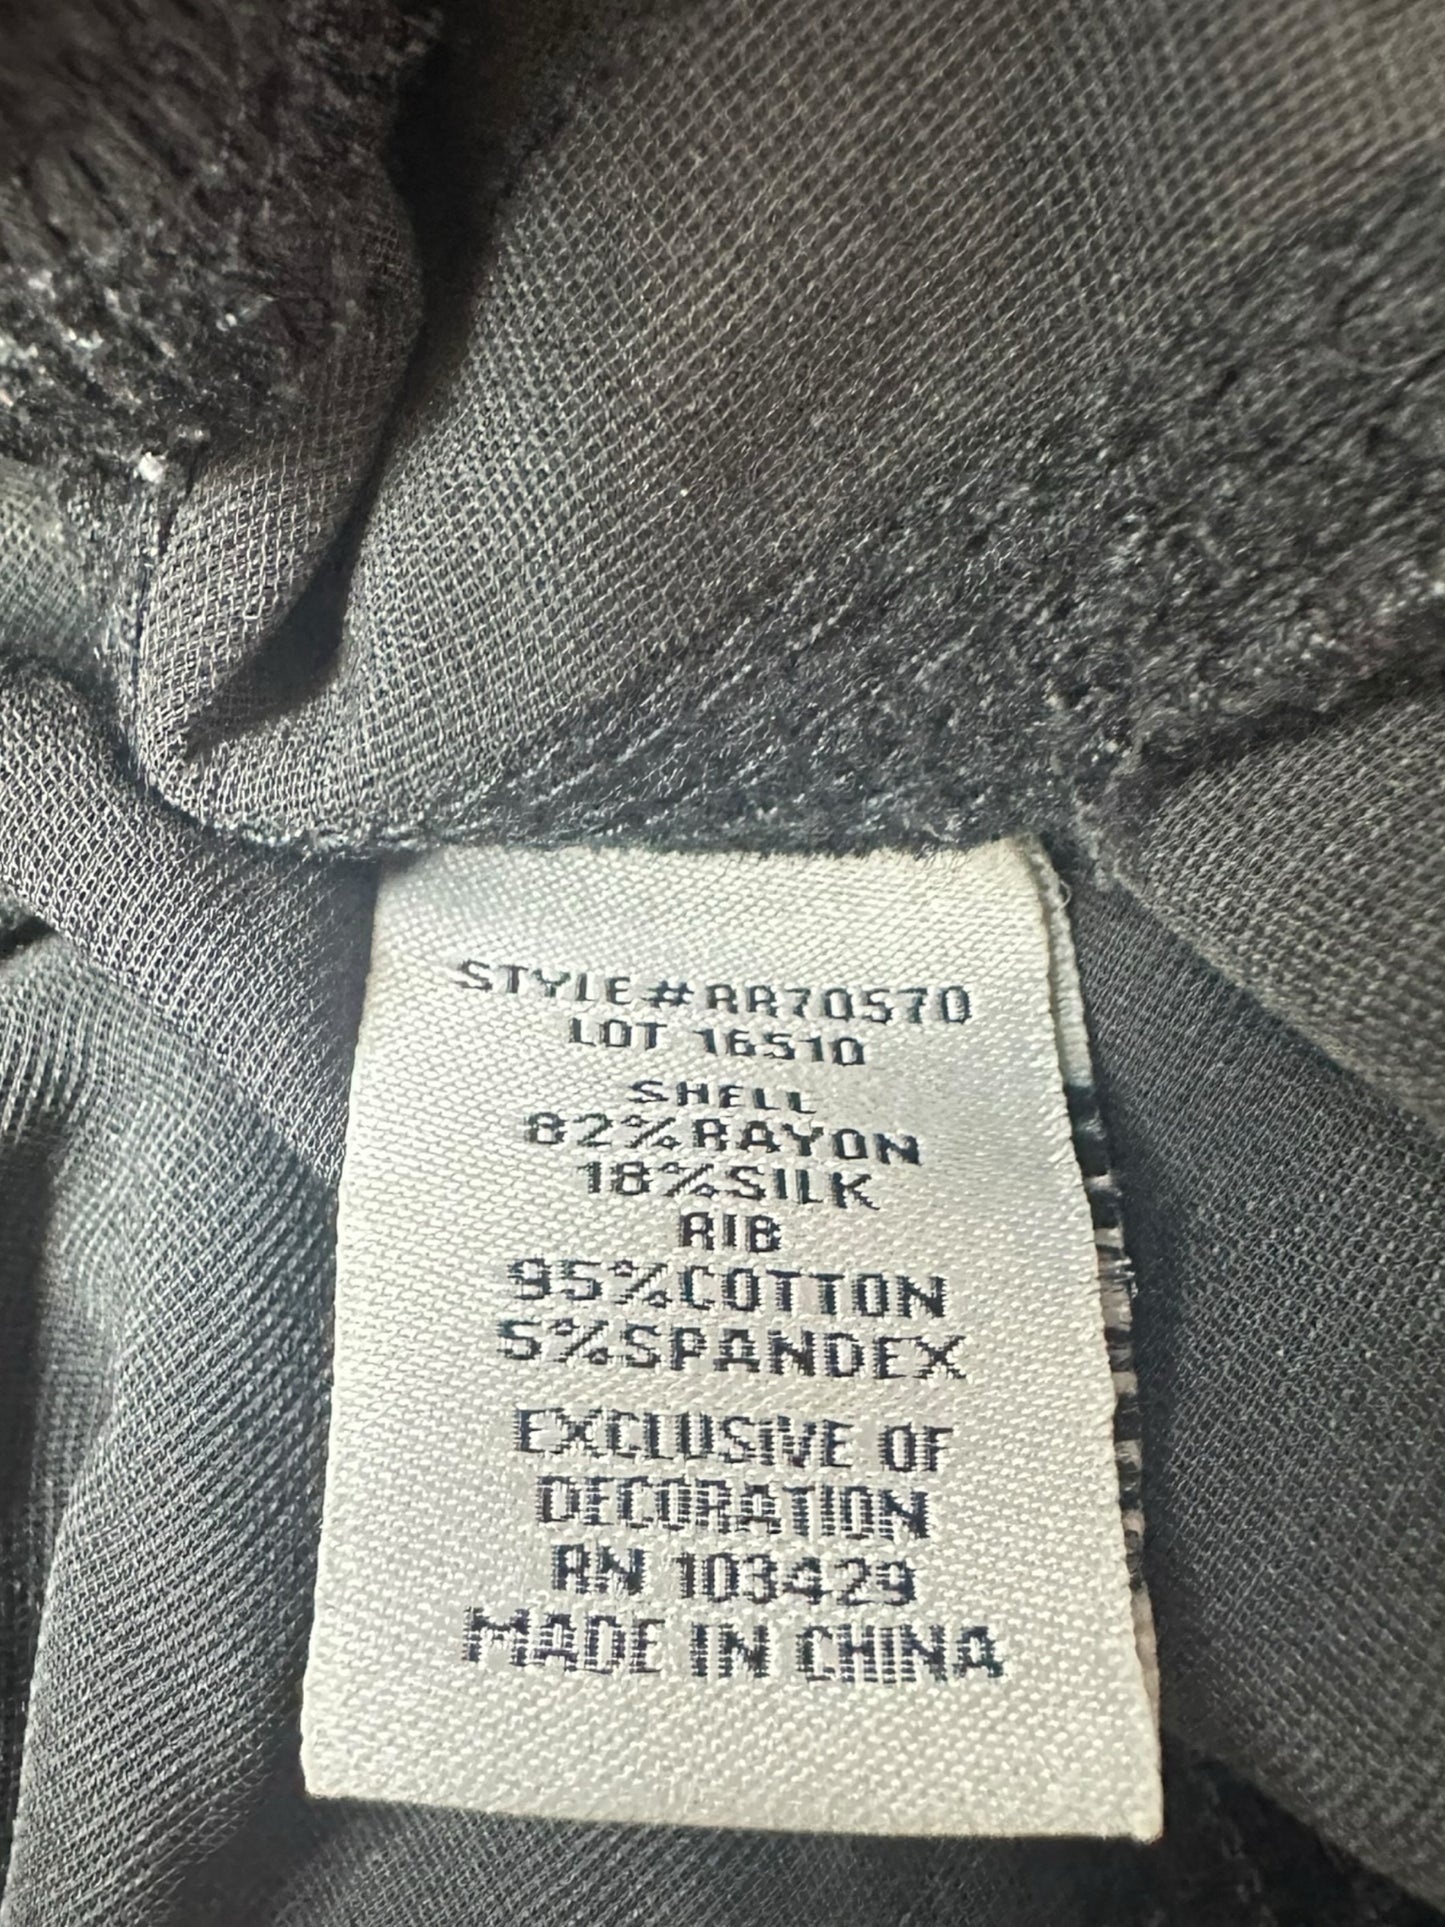 STYLE#RR70570
LOT 16510
SHELL
82%RAYON
18%SILK
RIB
95%COTTON
5%SPANDEX
EXCLUSIVE OF
DECORATION
RN 103429
MADE IN CHINA